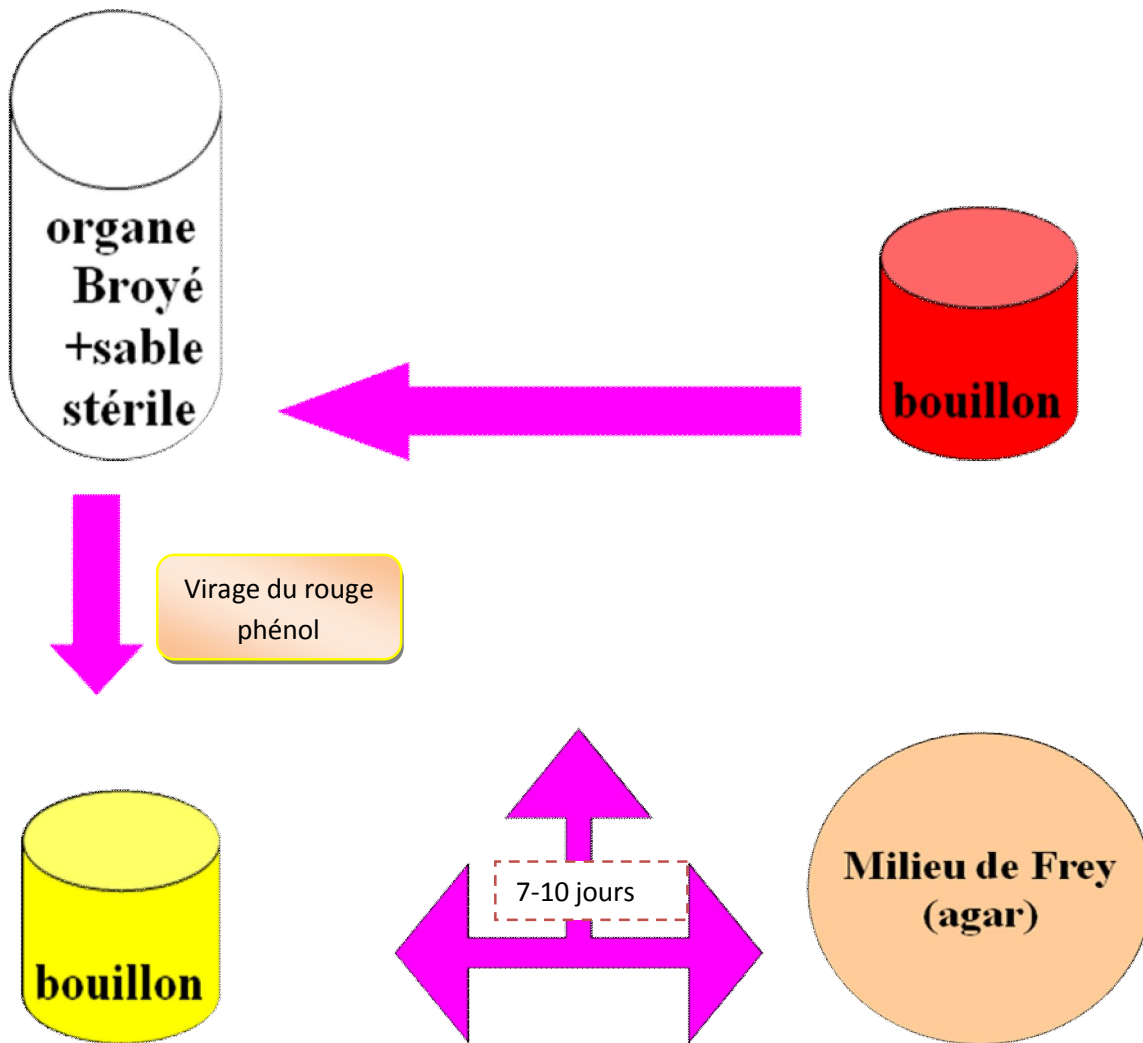 organe
Broyé
+sable
stérile
bouillon
Virage du rouge
phénol
7-10 jours
Milieu de Frey
(agar)
bouillon